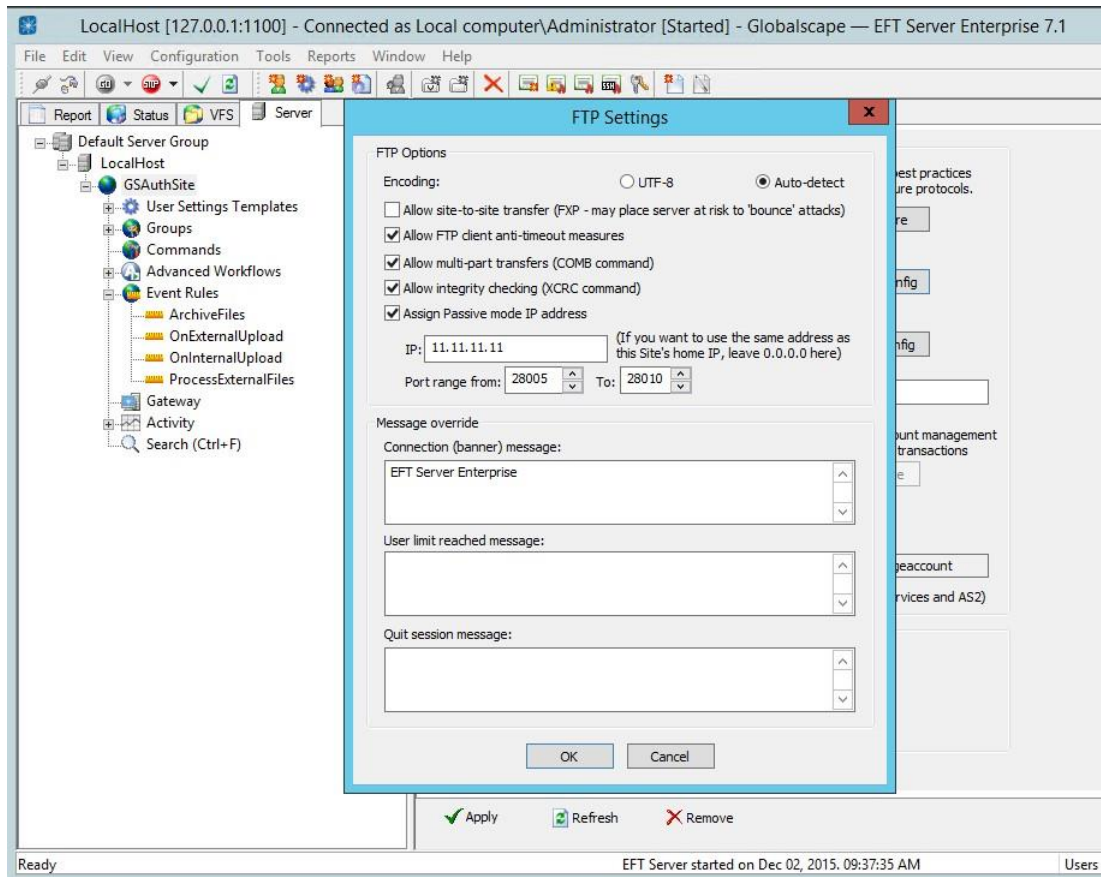 LocalHost [127.0.0.1:1100] - Connected as Local computer\Administrator [Started] - Globalscape — EFT Server Enterprise 7.1
File Edit View Configuration Tools Reports Window Help
Report Status VFS Server
Default Server Group
LocalHost
GSAuthSite
User Settings Templates
Groups
Commands
Advanced Workflows
Event Rules
ArchiveFiles
OnExternalUpload
OnInternalUpload
ProcessExternalFiles
Gateway
Activity
Search (Ctrl+F)
FTP Settings
x
FTP Options
Encoding: UTF-8 Auto-detect
Allow site-to-site transfer (FXP - may place server at risk to 'bounce' attacks)
Allow FTP client anti-timeout measures
Allow multi-part transfers (COMB command)
Allow integrity checking (XCRC command)
Assign Passive mode IP address
IP: 11.11.11.11 (If you want to use the same address as
this Site's home IP, leave 0.0.0.0 here)
Port range from: 28005 To: 28010
Message override
Connection (banner) message:
EFT Server Enterprise
User limit reached message:
Quit session message:
OK Cancel
est practices
ure protocols.
re
nfig
nfig
unt management
transactions
e
geaccount
rvices and AS2)
Apply Refresh Remove
Ready EFT Server started on Dec 02, 2015. 09:37:35 AM Users